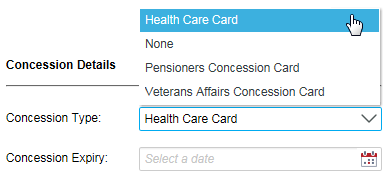 Health Care Card
None
Concession Details
Pensioners Concession Card
Veterans Affairs Concession Card
Concession Type: Health Care Card
Concession Expiry: Select a date